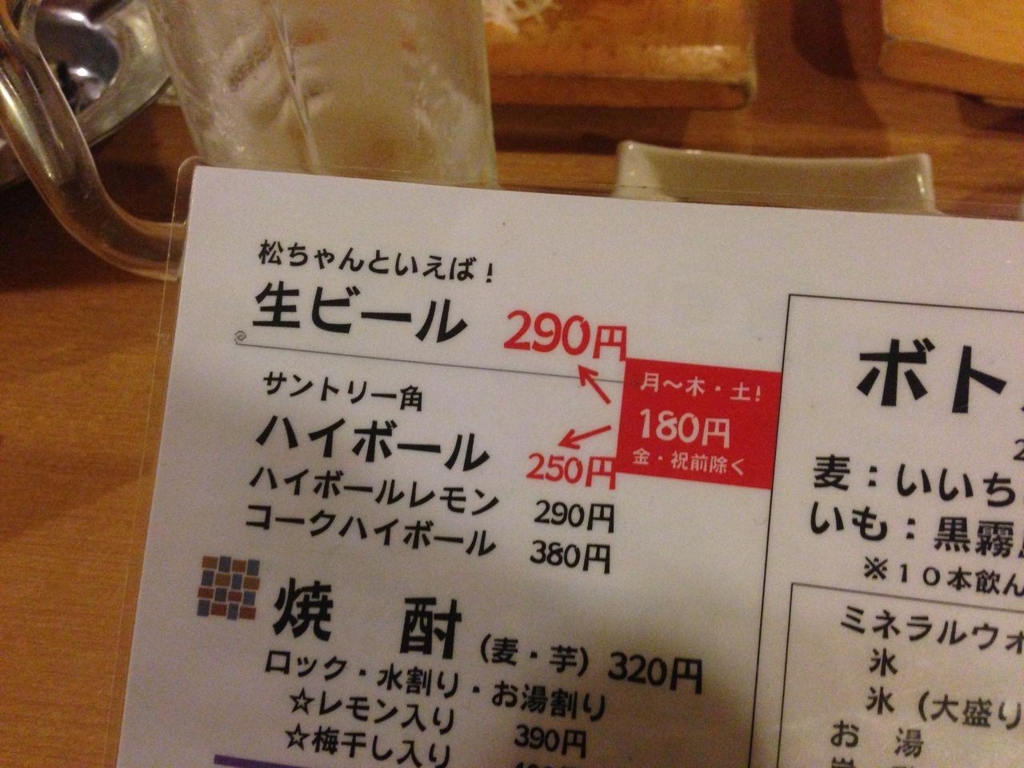 松ちゃんといえば!
生ビール 290円
サントリー角
ハイボール 250円
月～木・土!
180円
金・祝前除く
ハイボールレモン 290円
コークハイボール 380円
焼 酎 (麦・芋) 320円
ロック・水割り・お湯割り
☆レモン入り 390円
☆梅干し入り
ボト
麦:いいち
いも:黒霧
※10本飲ん
ミネラルウォ
氷
氷 (大盛り
お 湯